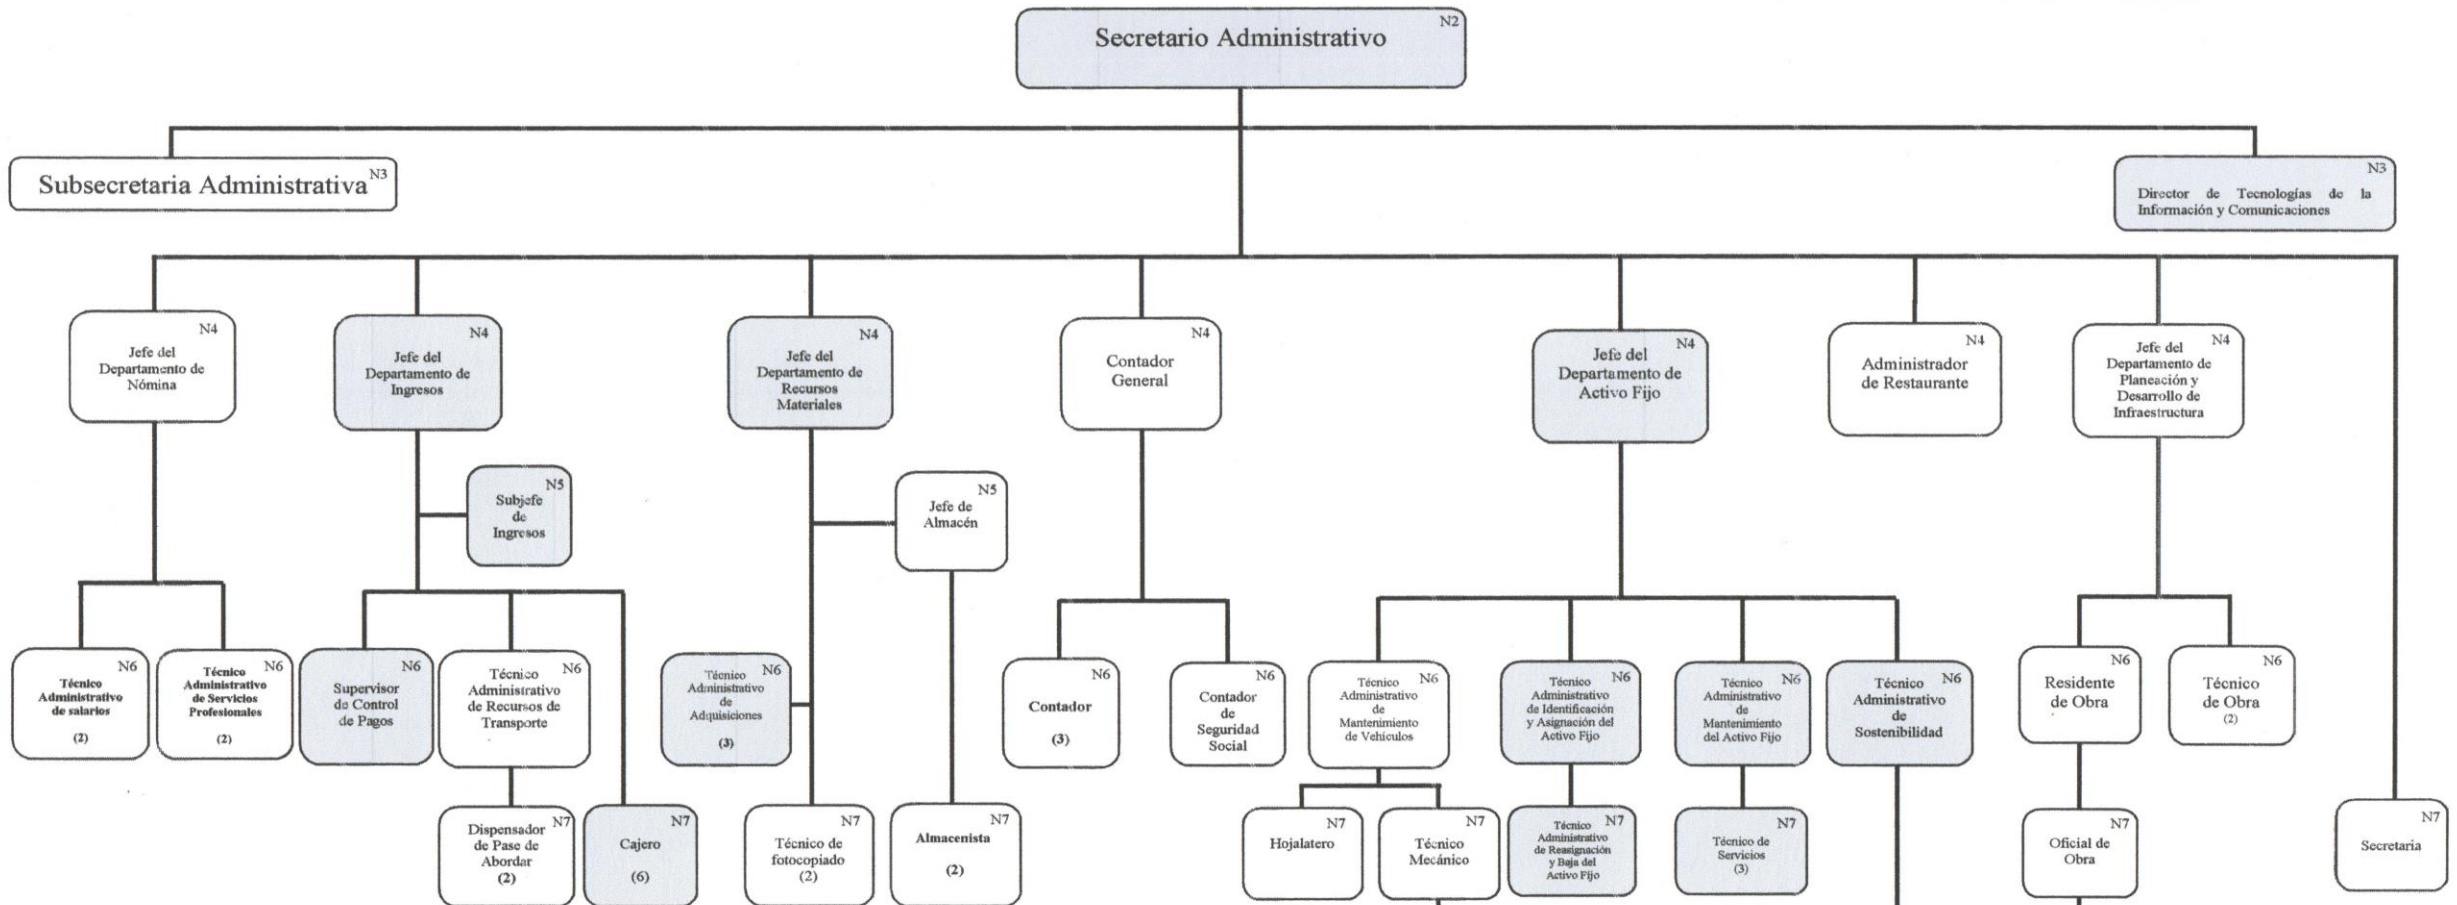 N2
Secretario Administrativo
Subsecretaria Administrativa N3
N3
Director de Tecnologías de la
Información y Comunicaciones
N4
Jefe del
Departamento de
Nómina
N4
Jefe del
Departamento de
Ingresos
N4
Jefe del
Departamento de
Recursos
Materiales
N4
Contador
General
N4
Jefe del
Departamento de
Activo Fijo
N4
Administrador
de Restaurante
N4
Jefe del
Departamento de
Planeación y
Desarrollo de
Infraestructura
N5
Subjefe
de
Ingresos
N5
Jefe de
Almacén
N6
Técnico
Administrativo
de salarios
(2)
N6
Técnico
Administrativo
de Servicios
Profesionales
(2)
N6
Supervisor
de Control
de Pagos
N6
Técnico
Administrativo
de Recursos de
Transporte
N6
Técnico
Administrativo
de
Adquisiciones
(3)
N6
Contador
(3)
N6
Contador
de
Seguridad
Social
N6
Técnico
Administrativo
de
Mantenimiento
de Vehículos
N6
Técnico
Administrativo
de Identificación
y Asignación del
Activo Fijo
N6
Técnico
Administrativo
de
Mantenimiento
del Activo Fijo
N6
Técnico
Administrativo
de
Sostenibilidad
N6
Residente
de Obra
N6
Técnico
de Obra
(2)
N7
Dispensador
de Pase de
Abordar
(2)
N7
Cajero
(6)
N7
Técnico de
fotocopiado
(2)
N7
Almacenista
(2)
N7
Hojalatero
N7
Técnico
Mecánico
N7
Técnico
Administrativo
de Reasignación
y Baja del
Activo Fijo
N7
Técnico de
Servicios
(3)
N7
Oficial de
Obra
N7
Secretaria